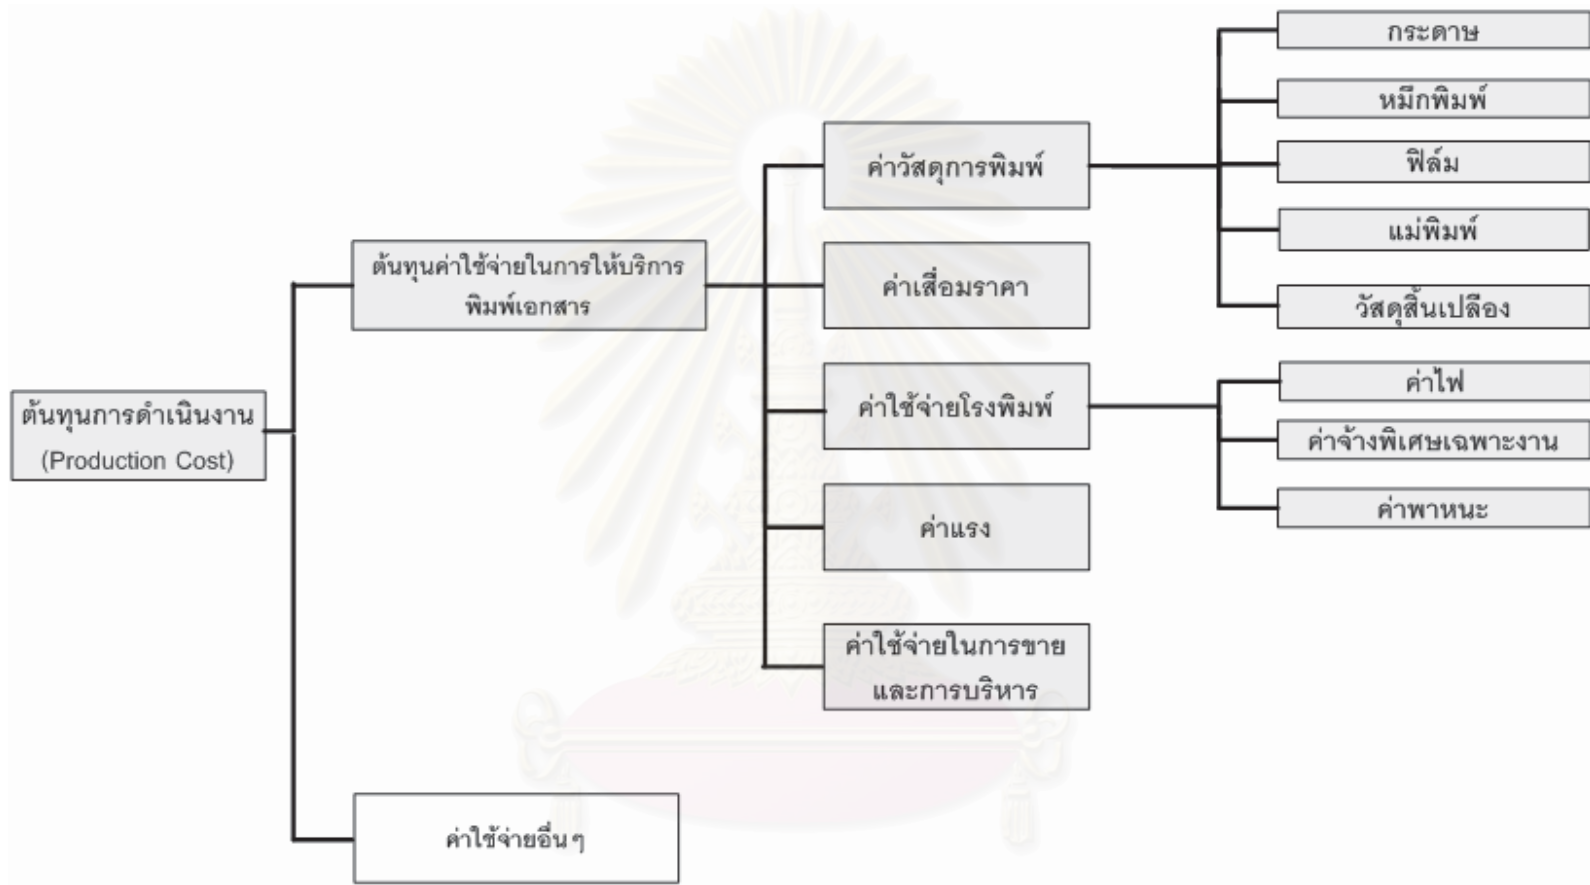 กระดาษ
หมึกพิมพ์
ฟิล์ม
แม่พิมพ์
วัสดุสิ้นเปลือง
ค่าวัสดุการพิมพ์
ต้นทุนค่าใช้จ่ายในการให้บริการ
พิมพ์เอกสาร
ค่าเสื่อมราคา
ค่าใช้จ่ายโรงพิมพ์
ค่าไฟ
ค่าจ้างพิเศษเฉพาะงาน
ค่าพาหนะ
ต้นทุนการดำเนินงาน
(Production Cost)
ค่าแรง
ค่าใช้จ่ายในการขาย
และการบริหาร
ค่าใช้จ่ายอื่นๆ